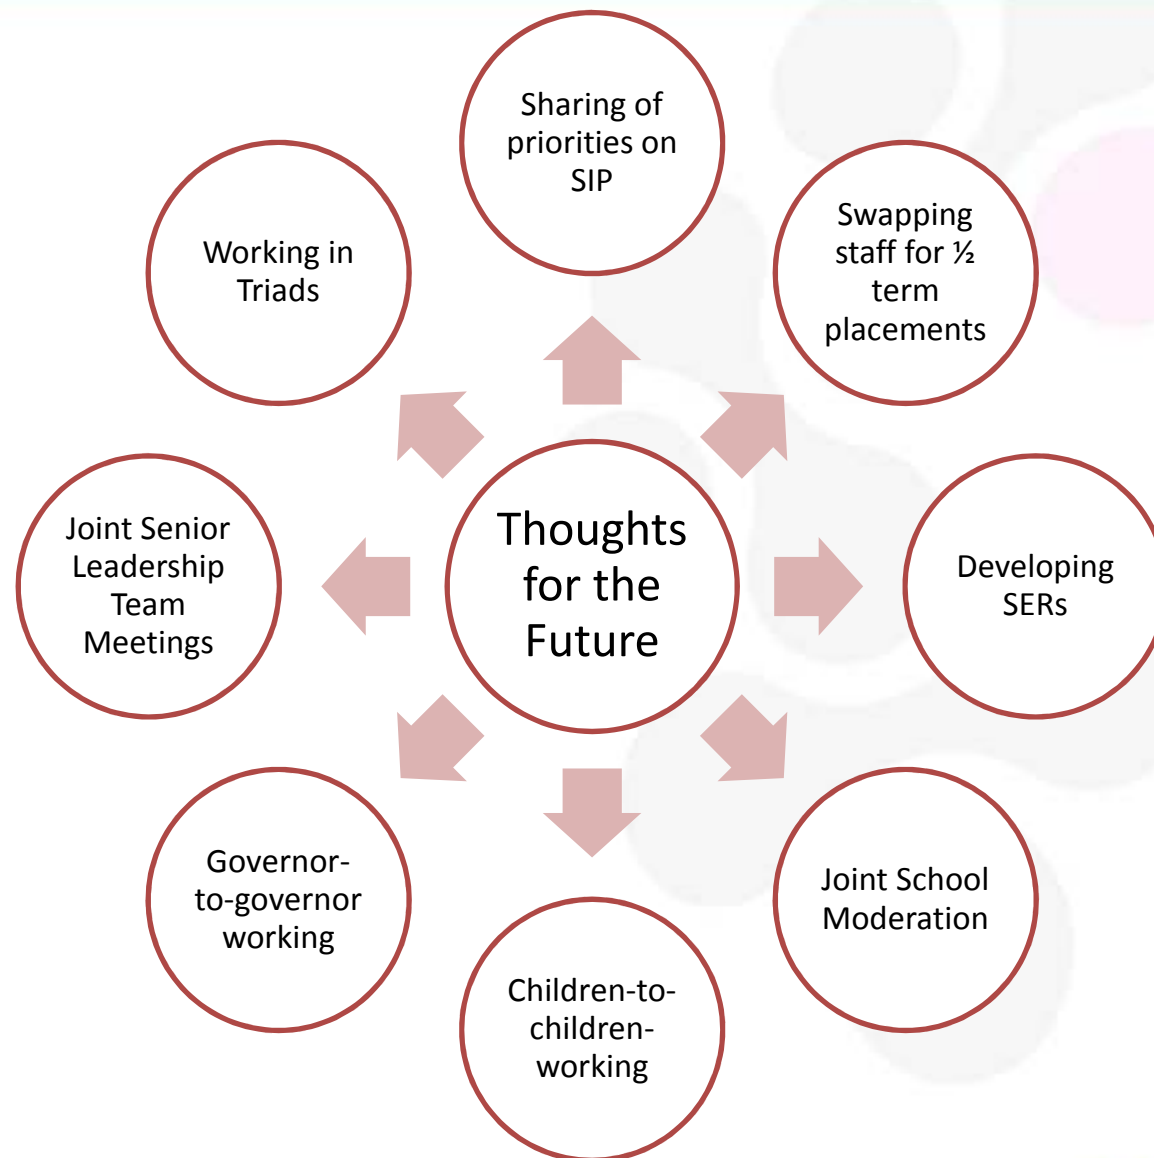 Sharing of
priorities on
SIP
Swapping
staff for ½
term
placements
Developing
SERs
Joint School
Moderation
Children-to-
children-
working
Governor-
to-governor
working
Joint Senior
Leadership
Team
Meetings
Working in
Triads
Thoughts
for the
Future